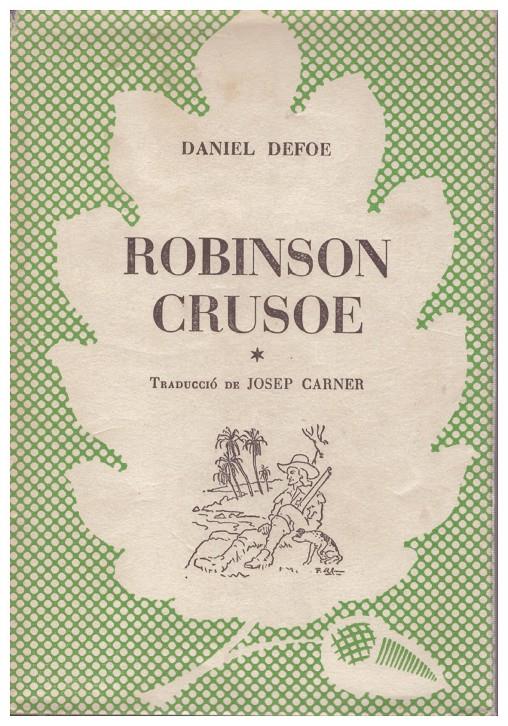 DANIEL DEFOE
ROBINSON
CRUSOE
*
TRADUCCIÓ DE JOSEP CARNER